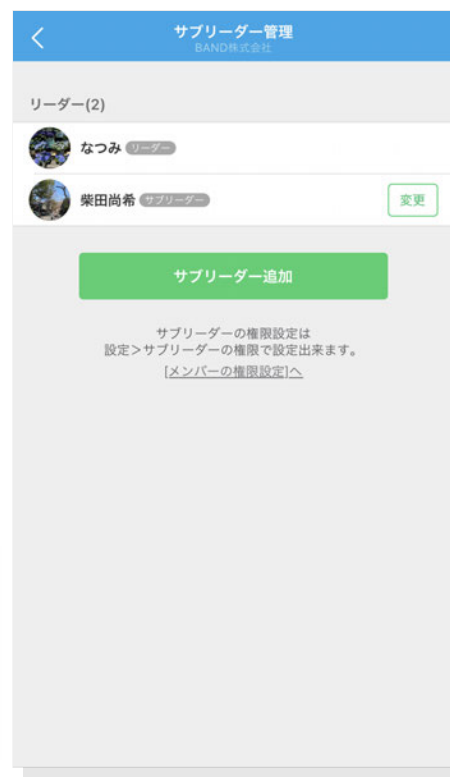 サブリーダー管理
BAND株式会社
リーダー(2)
なつみ リーダー
柴田尚希 サブリーダー 変更
サブリーダー追加
サブリーダーの権限設定は
設定＞サブリーダーの権限で設定出来ます。
[メンバーの権限設定]へ